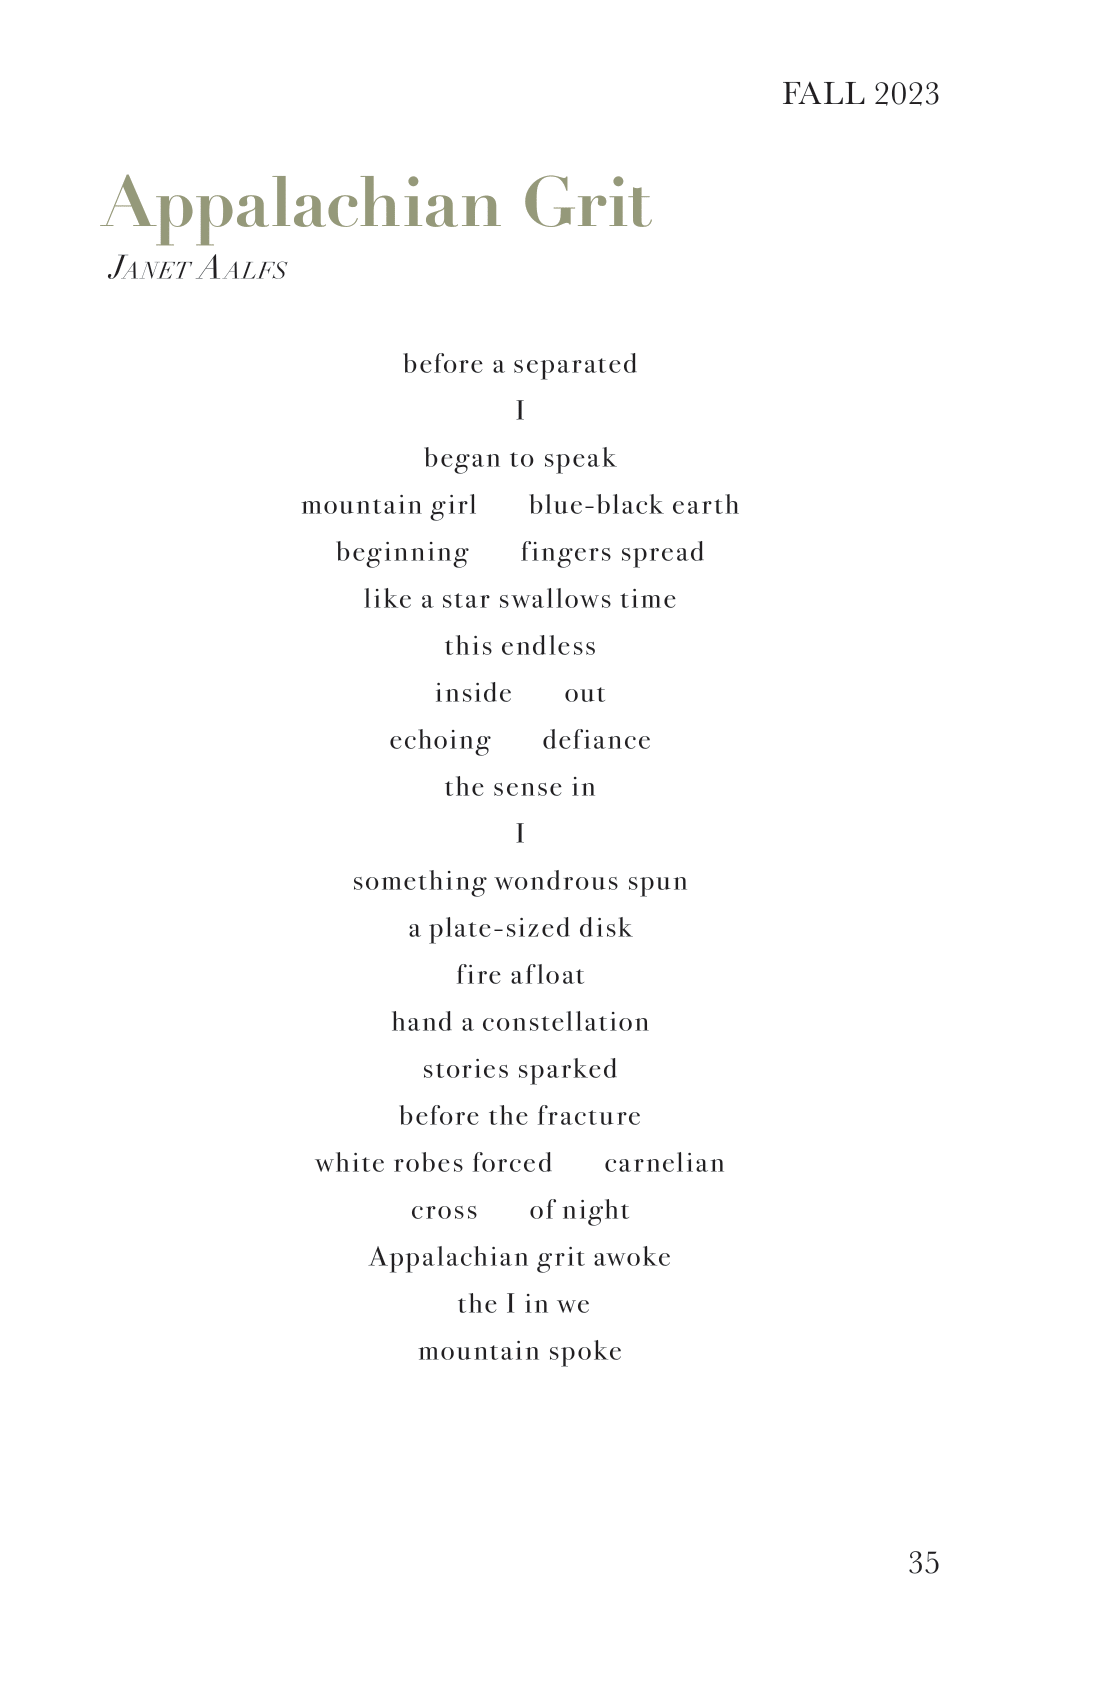 FALL 2023
Appalachian Grit
Janet Aalfs
before a separated
I
began to speak
mountain girl  blue-black earth
beginning  fingers spread
like a star swallows time
this endless
inside  out
echoing  defiance
the sense in
I
something wondrous spun
a plate-sized disk
fire afloat
hand a constellation
stories sparked
before the fracture
white robes forced  carnelian
cross  of night
Appalachian grit awoke
the I in we
mountain spoke
35